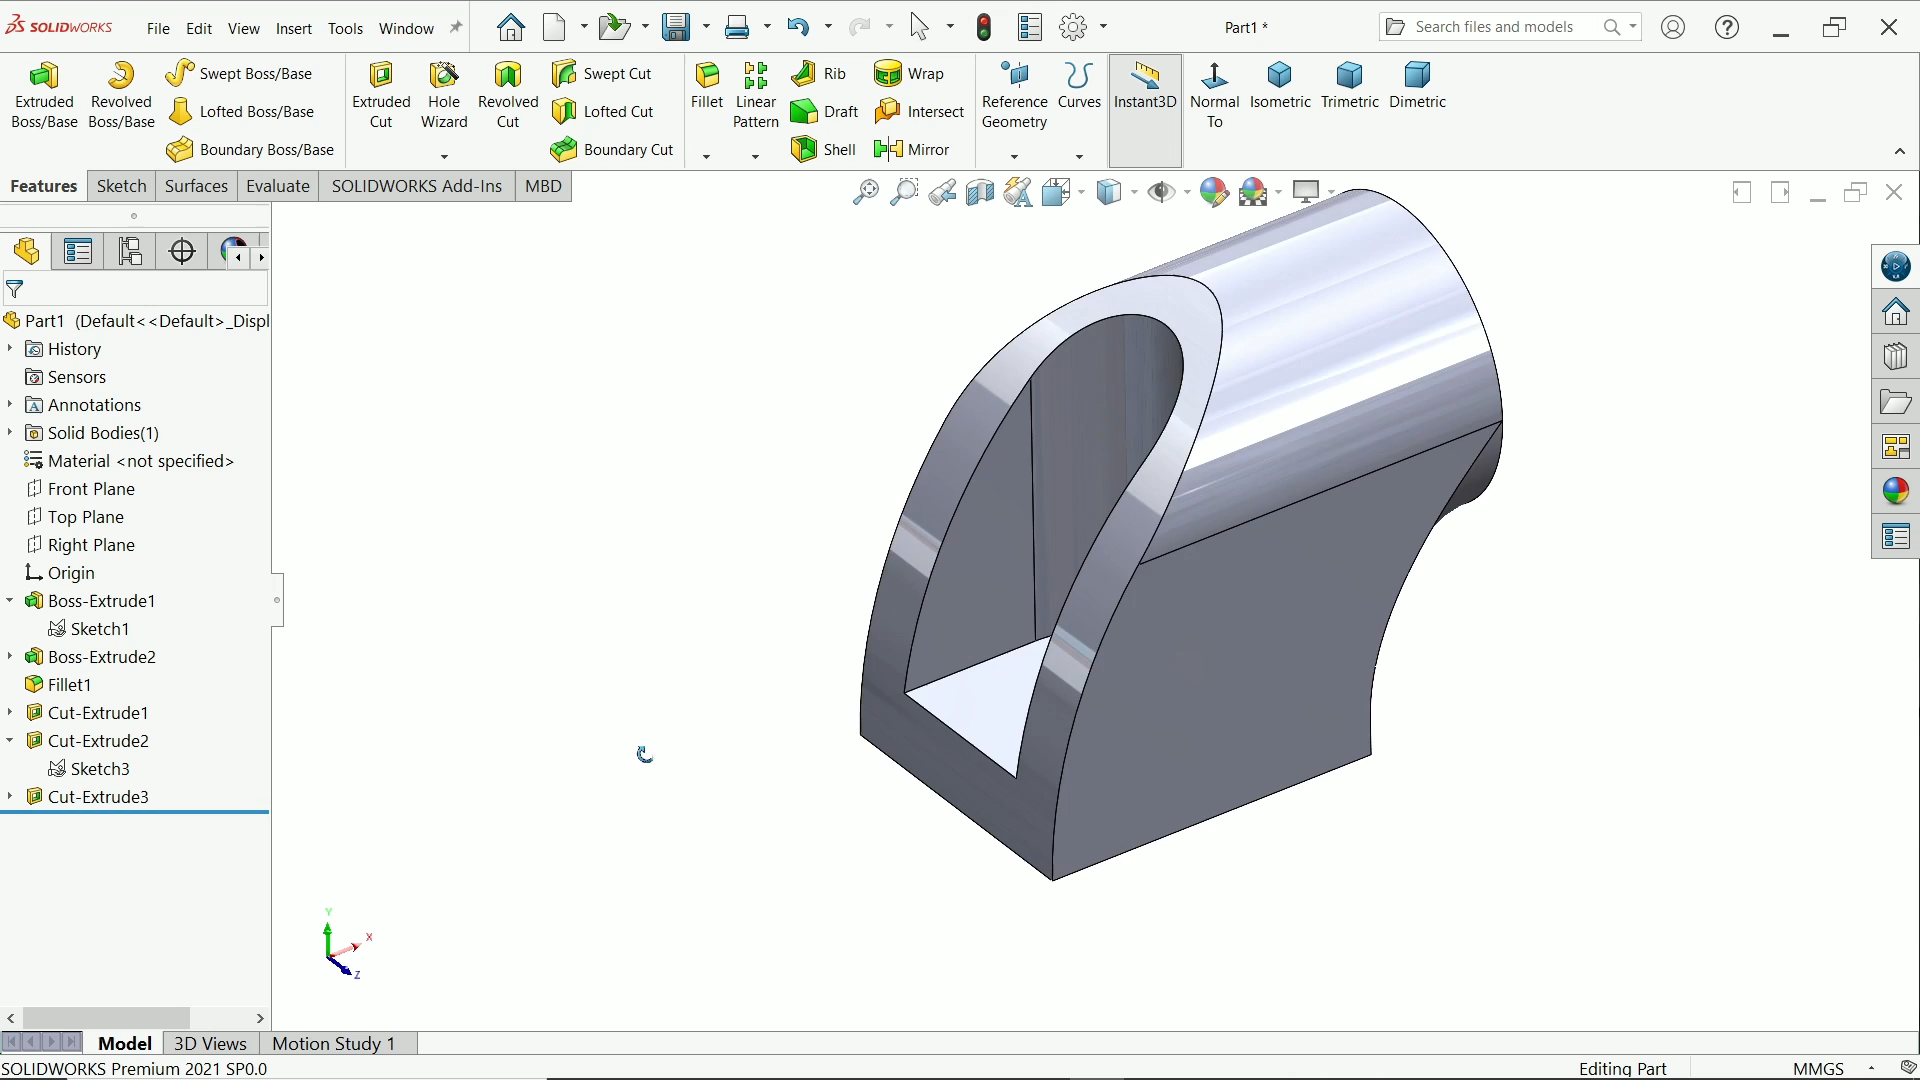 SOLIDWORKS File Edit View Insert Tools Window Part1 * Search files and models
Extruded Boss/Base
Revolved Boss/Base
Swept Boss/Base
Lofted Boss/Base
Boundary Boss/Base
Extruded Cut
Hole Wizard
Revolved Cut
Swept Cut
Lofted Cut
Boundary Cut
Fillet
Linear Pattern
Rib
Draft
Shell
Wrap
Intersect
Mirror
Reference Geometry
Curves
Instant3D
Normal To
Isometric
Trimetric
Dimetric
Features Sketch Surfaces Evaluate SOLIDWORKS Add-Ins MBD
Part1 (Default<<Default>_Displ
History
Sensors
Annotations
Solid Bodies(1)
Material <not specified>
Front Plane
Top Plane
Right Plane
Origin
Boss-Extrude1
Sketch1
Boss-Extrude2
Fillet1
Cut-Extrude1
Cut-Extrude2
Sketch3
Cut-Extrude3
Y
X
Z
Model 3D Views Motion Study 1
SOLIDWORKS Premium 2021 SP0.0 Editing Part MMGS